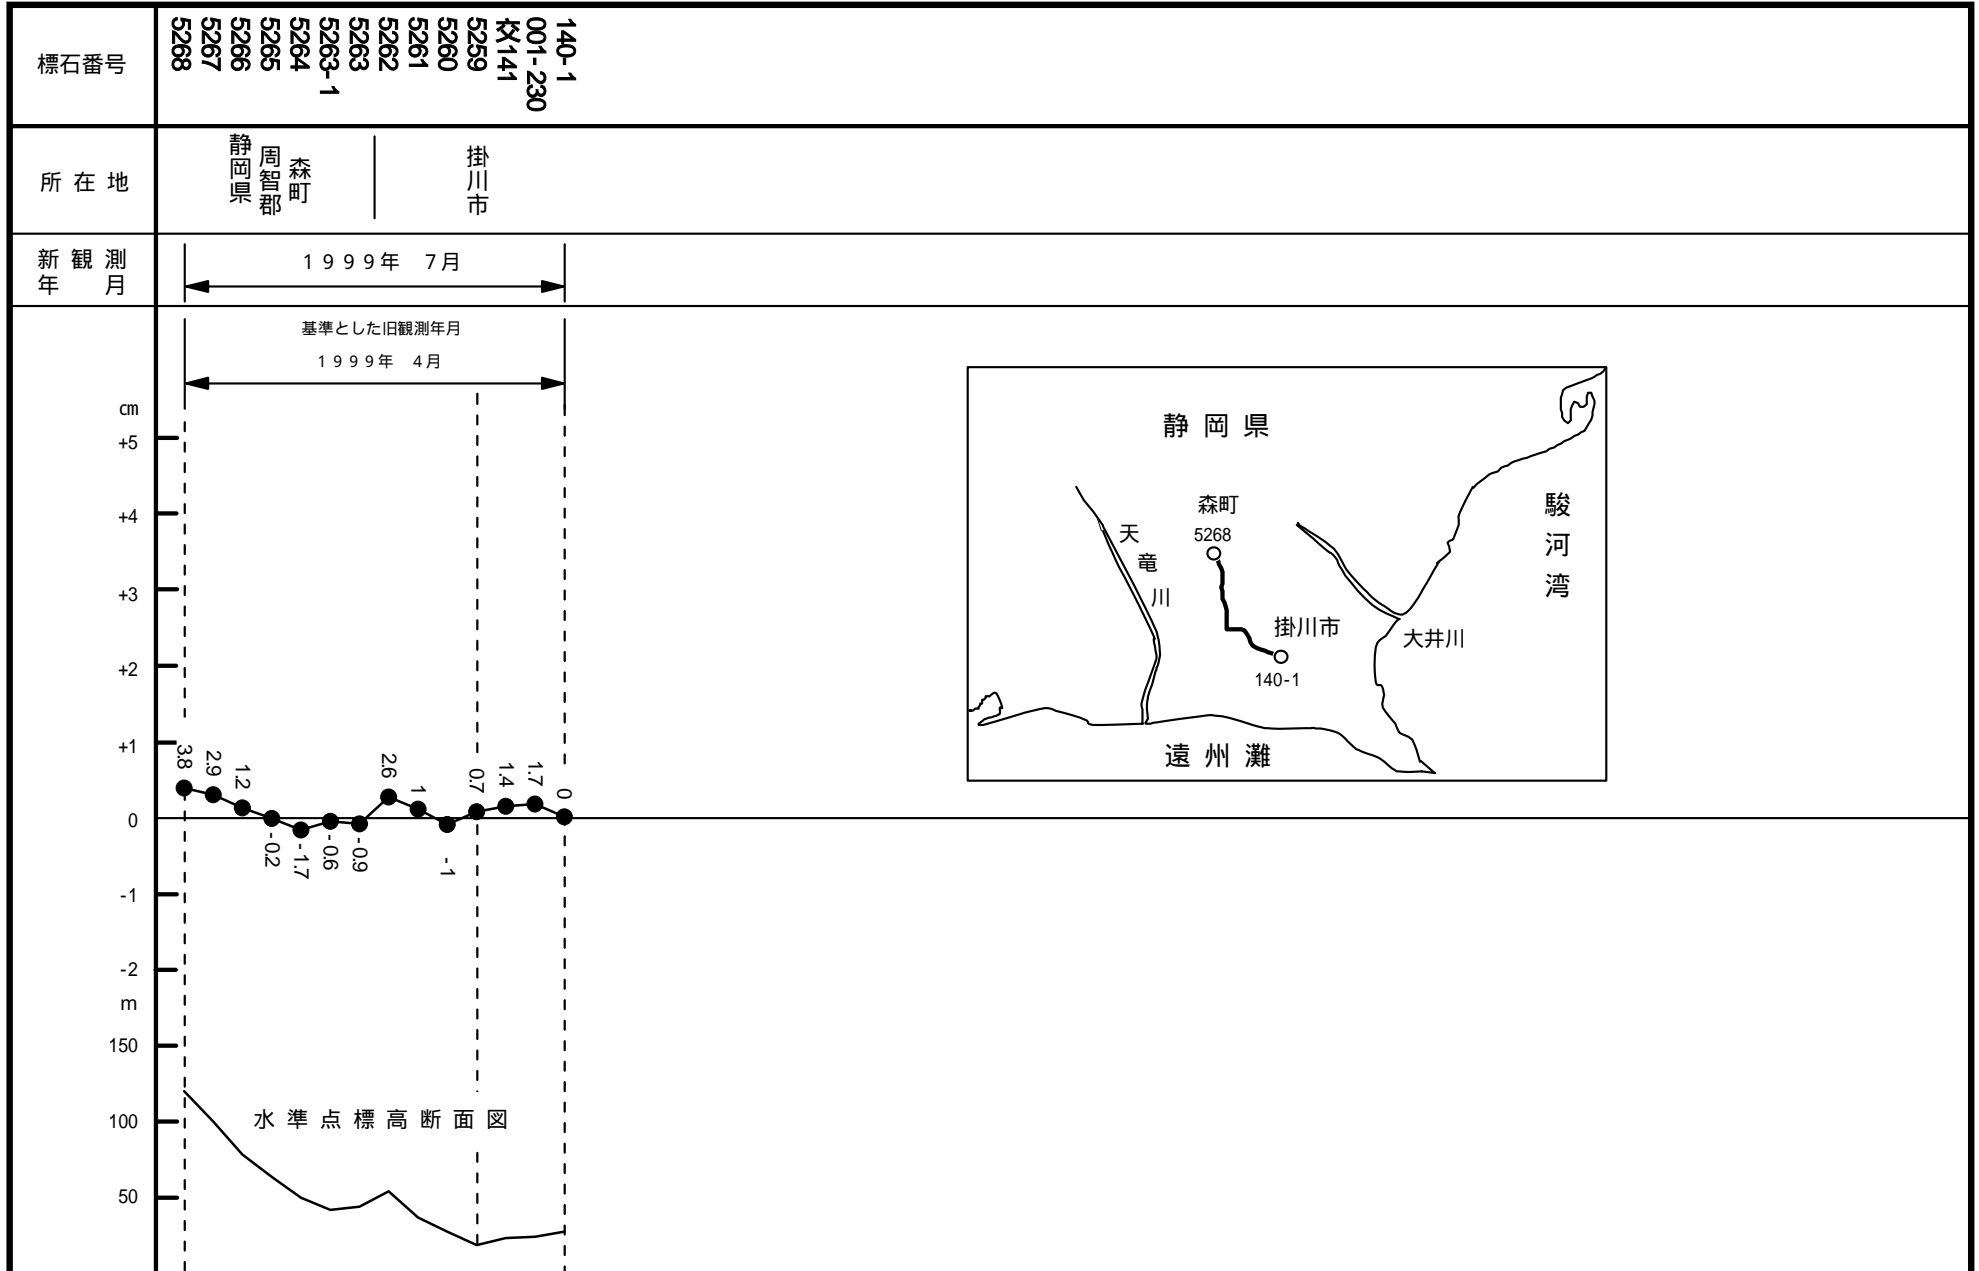 標石番号
5268
5267
5266
5265
5264
5263-1
5263
5262
5261
5260
5259
交141
001-230
140-1
所在地
静岡県
周智郡
森町
掛川市
新観測
年月
1999年 7月
基準とした旧観測年月
1999年 4月
cm
+5
+4
+3
+2
+1
0
-1
-2
m
150
100
50
3.8
2.9
1.2
-0.2
-1.7
-0.6
-0.9
2.6
1
-1
0.7
1.4
1.7
0
水準点標高断面図
静岡県
森町
5268
天竜川
掛川市
140-1
大井川
駿河湾
遠州灘